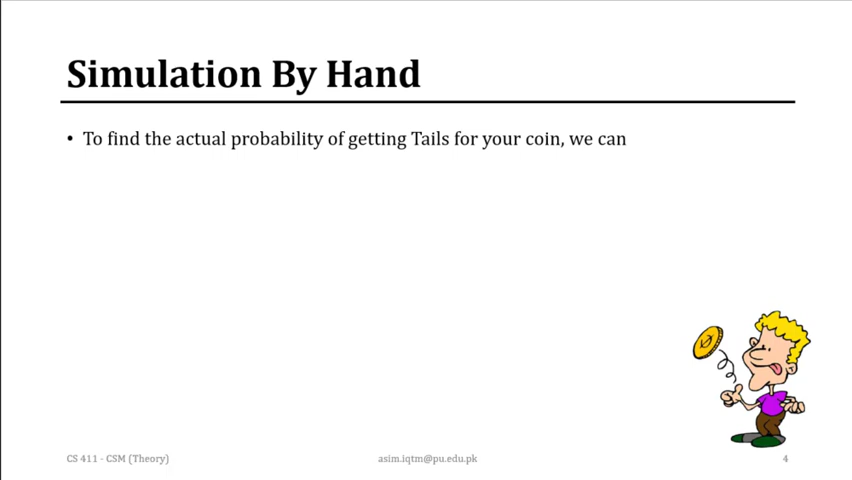 Simulation By Hand
• To find the actual probability of getting Tails for your coin, we can
CS 411 - CSM (Theory)
asim.iqtm@pu.edu.pk
4